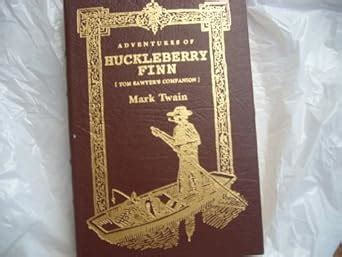 ADVENTURES OF
HUCKLEBERRY
FINN
[TOM SAWYER'S COMPANION]
Mark Twain